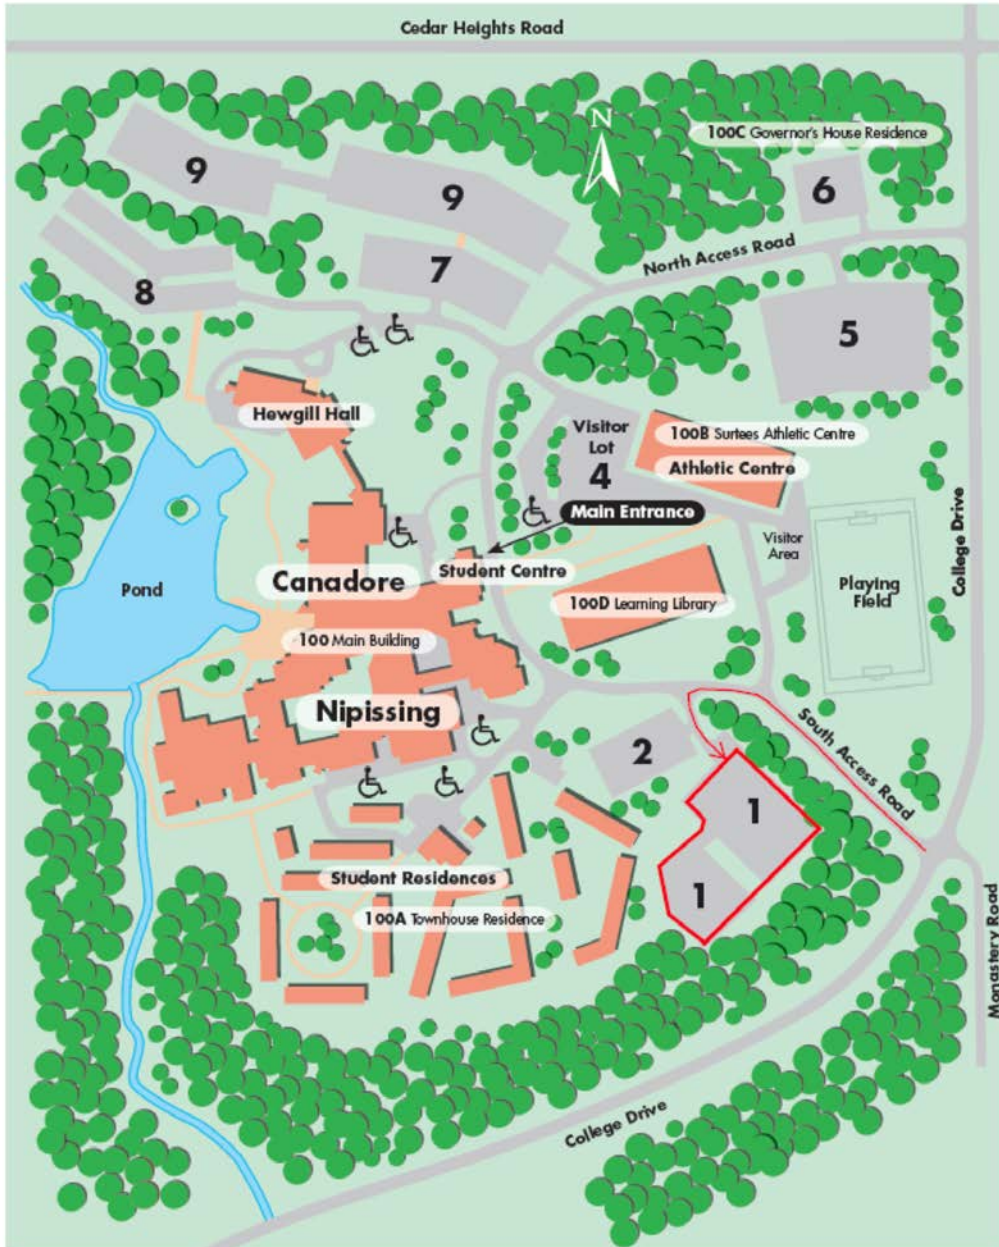 Cedar Heights Road
N
100C Governor's House Residence
9
9
6
7
North Access Road
8
5
Hewgill Hall
Visitor
Lot
4
100B Surtees Athletic Centre
Athletic Centre
Main Entrance
Visitor
Area
College Drive
Student Centre
Canadore
Pond
Playing
Field
100D Learning Library
100 Main Building
Nipissing
South Access Road
2
1
1
Student Residences
100A Townhouse Residence
Monastery Road
College Drive